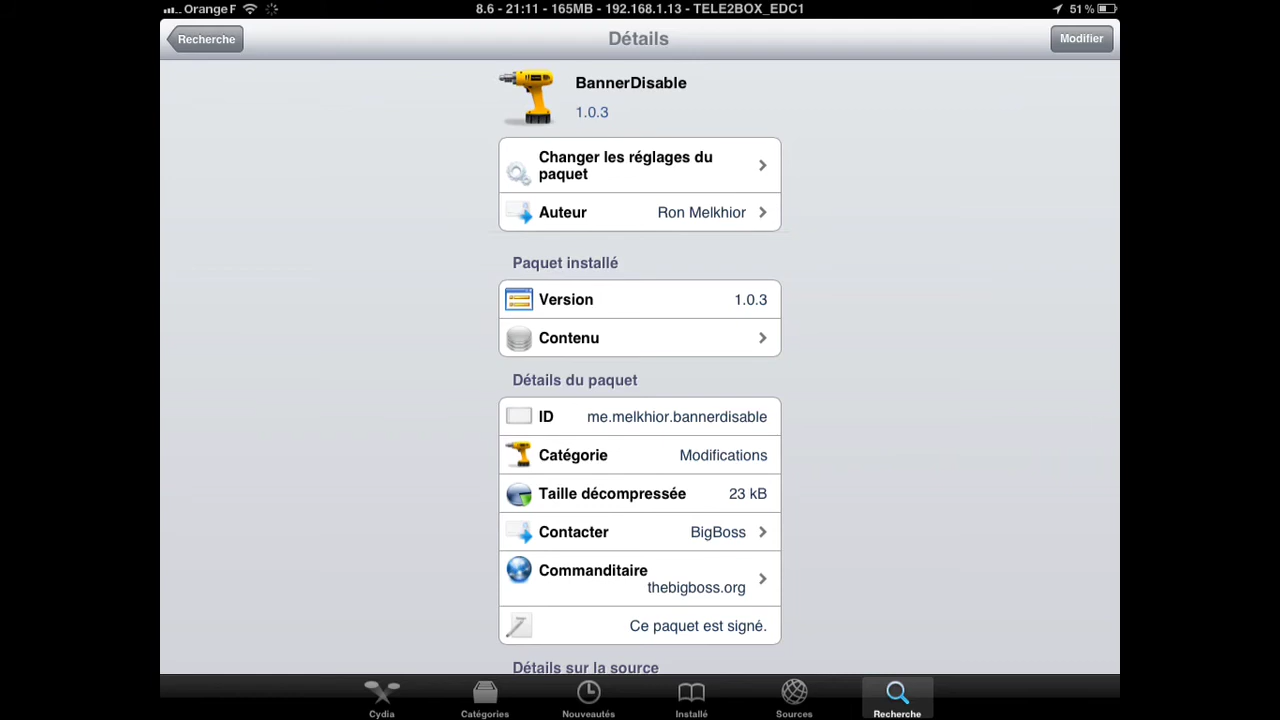 Orange F 8.6 - 21:11 - 165MB - 192.168.1.13 - TELE2BOX_EDC1 51 %
Recherche Détails Modifier
BannerDisable
1.0.3
Changer les réglages du
paquet
Auteur Ron Melkhior
Paquet installé
Version 1.0.3
Contenu
Détails du paquet
ID me.melkhior.bannerdisable
Catégorie Modifications
Taille décompressée 23 kB
Contacter BigBoss
Commanditaire
thebigboss.org
Ce paquet est signé.
Détails sur la source
Cydia Catégories Nouveautés Installé Sources Recherche